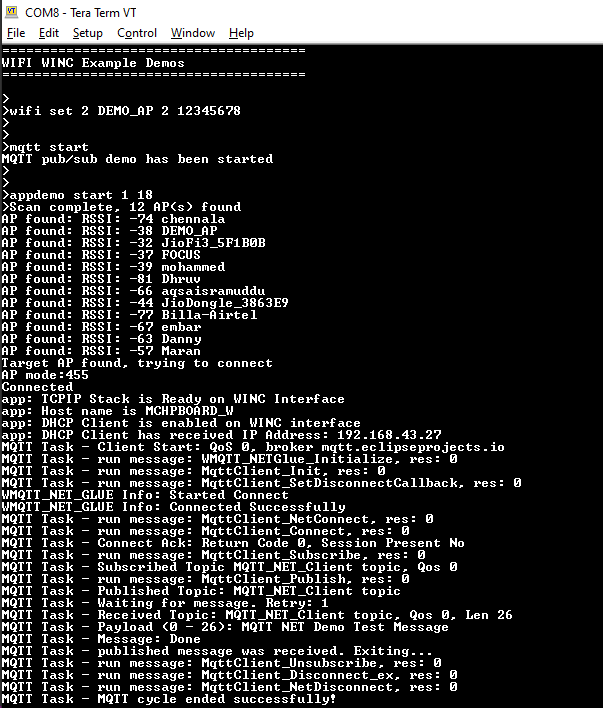 COM8 - Tera Term VT
File Edit Setup Control Window Help
======================================
WIFI WINC Example Demos
======================================
>
>wifi set 2 DEMO_AP 2 12345678
>
>
>mqtt start
MQTT pub/sub demo has been started
>
>
>appdemo start 1 18
>Scan complete, 12 AP(s) found
AP found: RSSI: -74 chennala
AP found: RSSI: -38 DEMO_AP
AP found: RSSI: -32 JioFi3_5F1B0B
AP found: RSSI: -37 FOCUS
AP found: RSSI: -39 mohammed
AP found: RSSI: -81 Dhruv
AP found: RSSI: -66 agsaisramuddu
AP found: RSSI: -44 JioDongle_3863E9
AP found: RSSI: -77 Billa-Airtel
AP found: RSSI: -67 embar
AP found: RSSI: -63 Danny
AP found: RSSI: -57 Maran
Target AP found, trying to connect
AP mode:455
Connected
app: TCPIP Stack is Ready on WINC Interface
app: Host name is MCHPBOARD_W
app: DHCP Client is enabled on WINC interface
app: DHCP Client has received IP Address: 192.168.43.27
MQTT Task - Client Start: QoS 0, broker mqtt.eclipseprojects.io
MQTT Task - run message: WMQTT_NETGlue_Initialize, res: 0
MQTT Task - run message: MqttClient_Init, res: 0
MQTT Task - run message: MqttClient_SetDisconnectCallback, res: 0
WMQTT_NET_GLUE Info: Started Connect
WMQTT_NET_GLUE Info: Connected Successfully
MQTT Task - run message: MqttClient_NetConnect, res: 0
MQTT Task - run message: MqttClient_Connect, res: 0
MQTT Task - Connect Ack: Return Code 0, Session Present No
MQTT Task - run message: MqttClient_Subscribe, res: 0
MQTT Task - Subscribed Topic MQTT_NET_Client topic, Qos 0
MQTT Task - run message: MqttClient_Publish, res: 0
MQTT Task - Published Topic: MQTT_NET_Client topic
MQTT Task - Waiting for message. Retry: 1
MQTT Task - Received Topic: MQTT_NET_Client topic, Qos 0, Len 26
MQTT Task - Payload (0 - 26): MQTT NET Demo Test Message
MQTT Task - Message: Done
MQTT Task - published message was received. Exiting...
MQTT Task - run message: MqttClient_Unsubscribe, res: 0
MQTT Task - run message: MqttClient_Disconnect_ex, res: 0
MQTT Task - run message: MqttClient_NetDisconnect, res: 0
MQTT Task - MQTT cycle ended successfully!